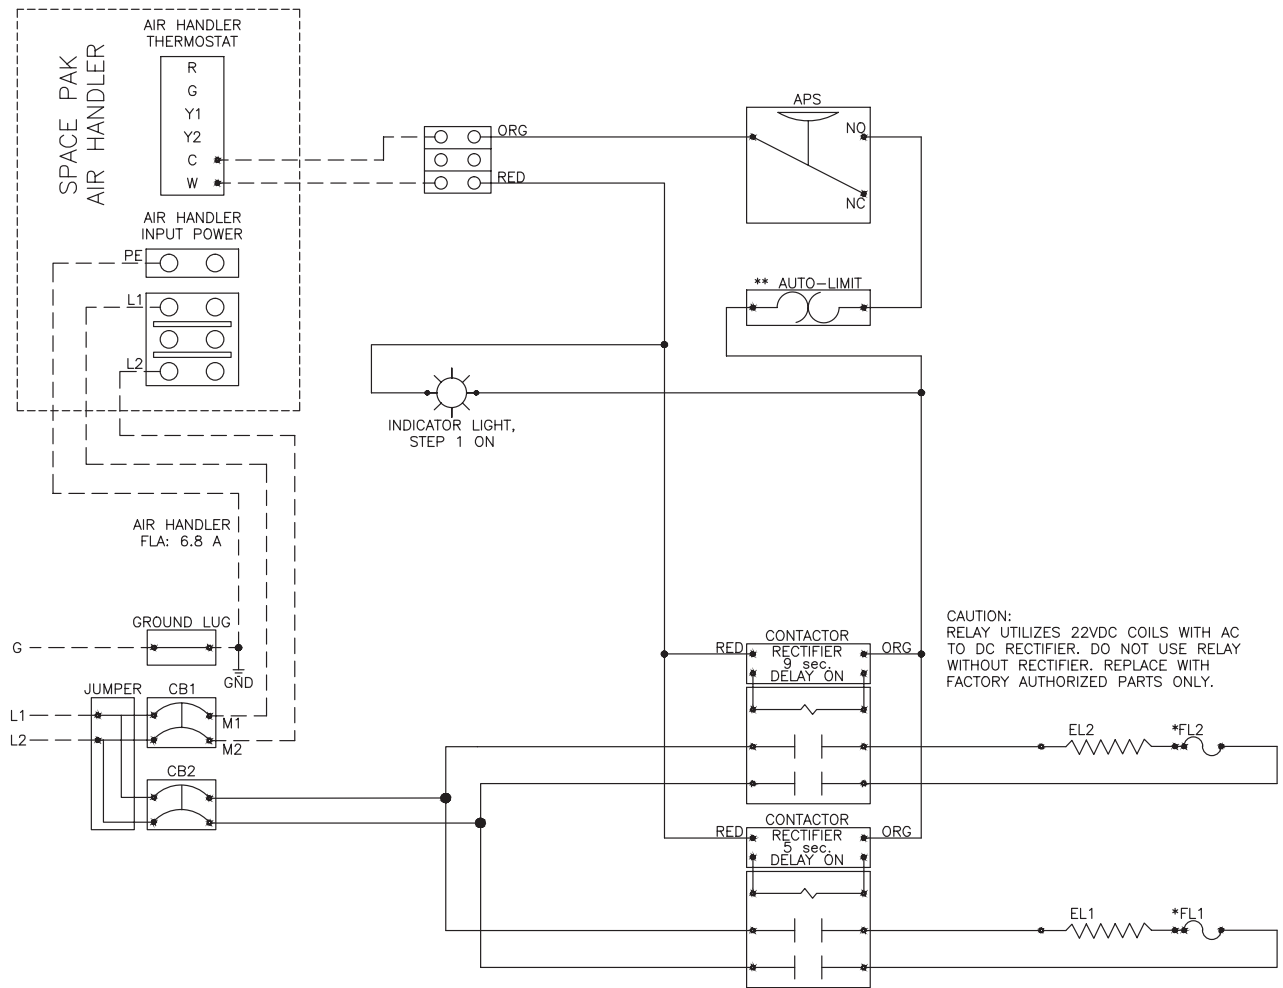 AIR HANDLER
THERMOSTAT
SPACE PAK
AIR HANDLER
R
G
Y1
Y2
C
W
ORG
RED
APS
NO
NC
AIR HANDLER
INPUT POWER
PE
L1
L2
** AUTO-LIMIT
INDICATOR LIGHT,
STEP 1 ON
AIR HANDLER
FLA: 6.8 A
GROUND LUG
G
GND
JUMPER
CB1
L1
L2
M1
M2
CB2
CONTACTOR
RED
RECTIFIER
ORG
9 sec.
DELAY ON
CAUTION:
RELAY UTILIZES 22VDC COILS WITH AC
TO DC RECTIFIER. DO NOT USE RELAY
WITHOUT RECTIFIER. REPLACE WITH
FACTORY AUTHORIZED PARTS ONLY.
EL2
*FL2
CONTACTOR
RED
RECTIFIER
ORG
5 sec.
DELAY ON
EL1
*FL1